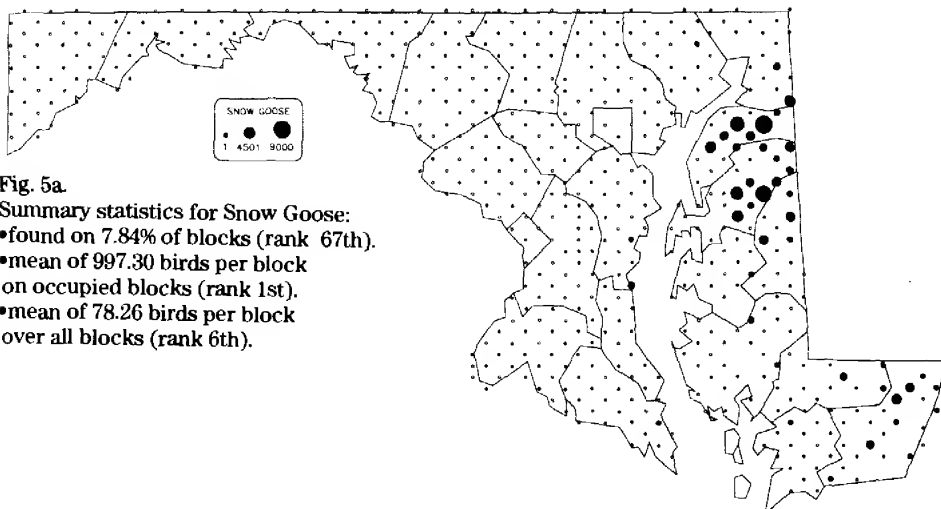 SNOW GOOSE
1 4501 9000
Fig. 5a.
Summary statistics for Snow Goose:
•found on 7.84% of blocks (rank 67th).
•mean of 997.30 birds per block
on occupied blocks (rank 1st).
•mean of 78.26 birds per block
over all blocks (rank 6th).